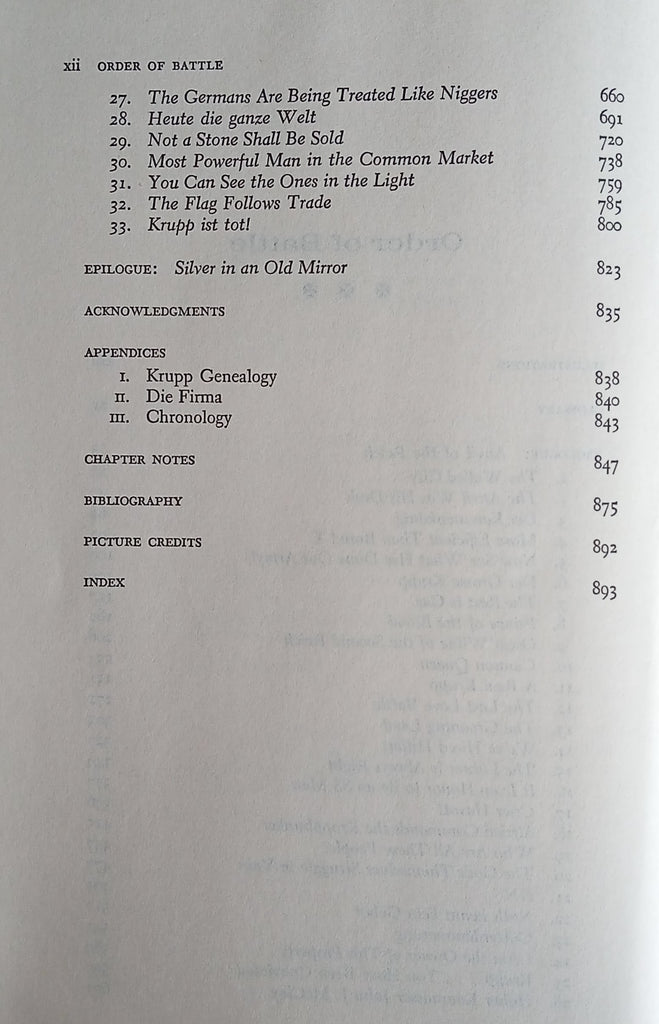 xii ORDER OF BATTLE
27. The Germans Are Being Treated Like Niggers 660
28. Heute die ganze Welt 691
29. Not a Stone Shall Be Sold 720
30. Most Powerful Man in the Common Market 738
31. You Can See the Ones in the Light 759
32. The Flag Follows Trade 785
33. Krupp ist tot! 800
EPILOGUE: Silver in an Old Mirror 823
ACKNOWLEDGMENTS 835
APPENDICES
I. Krupp Genealogy 838
II. Die Firma 840
III. Chronology 843
CHAPTER NOTES 847
BIBLIOGRAPHY 875
PICTURE CREDITS 892
INDEX 893